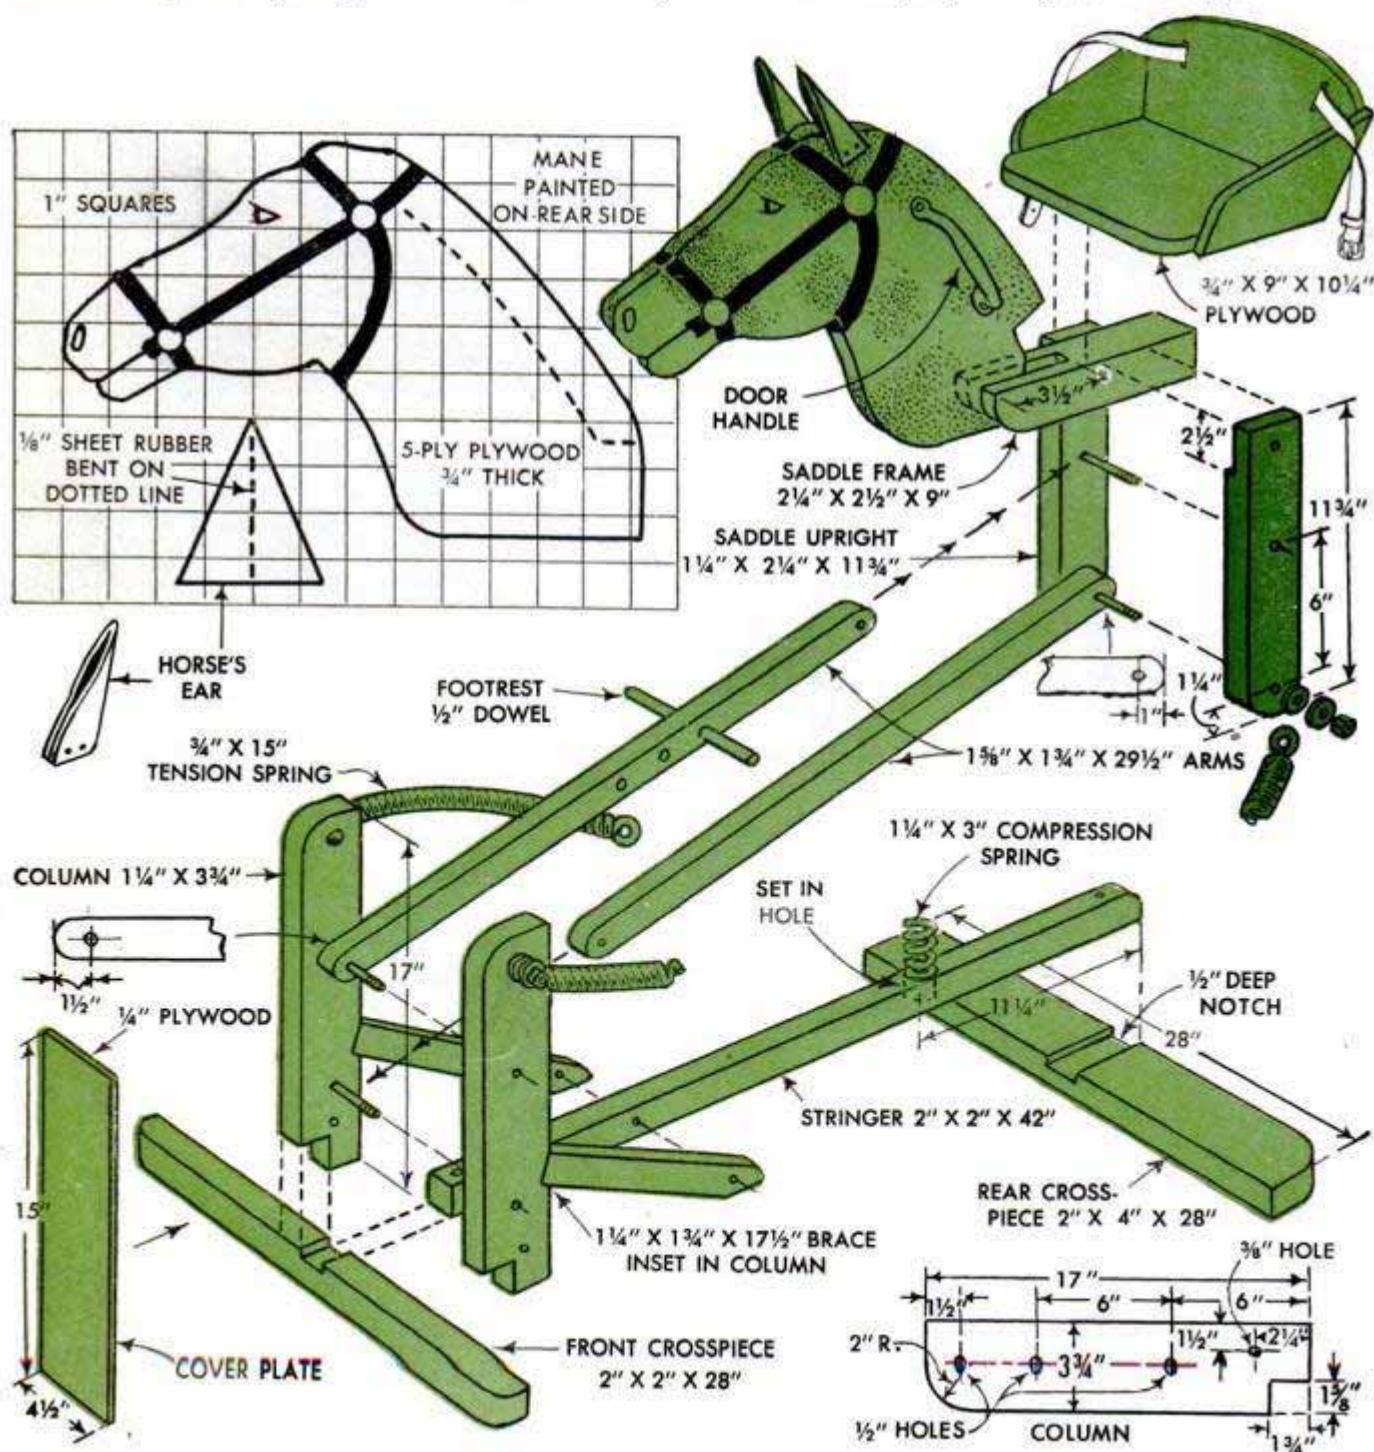 1" SQUARES
MANE
PAINTED
ON REAR SIDE
1/8" SHEET RUBBER
BENT ON
DOTTED LINE
5-PLY PLYWOOD
3/4" THICK
HORSE'S
EAR
DOOR
HANDLE
3/4" X 9" X 10 1/4"
PLYWOOD
3 1/2"
SADDLE FRAME
2 1/4" X 2 1/2" X 9"
SADDLE UPRIGHT
1 1/4" X 2 1/4" X 11 3/4"
2 1/2"
11 3/4"
6"
1 1/4"
1"
FOOTREST
1/2" DOWEL
3/4" X 15"
TENSION SPRING
1 5/8" X 1 3/4" X 29 1/2" ARMS
COLUMN 1 1/4" X 3 3/4"
1 1/2"
17"
1 1/4" X 3" COMPRESSION
SPRING
SET IN
HOLE
11 1/4"
1/2" DEEP
NOTCH
28"
1/4" PLYWOOD
15"
4 1/2"
COVER PLATE
STRINGER 2" X 2" X 42"
REAR CROSS-
PIECE 2" X 4" X 28"
1 1/4" X 1 3/4" X 17 1/2" BRACE
INSET IN COLUMN
FRONT CROSSPIECE
2" X 2" X 28"
3/8" HOLE
17"
1 1/2"
6"
6"
1 1/2"
2 1/4"
2" R.
3 3/4"
1 5/8"
1/2" HOLES
COLUMN
1 3/4"